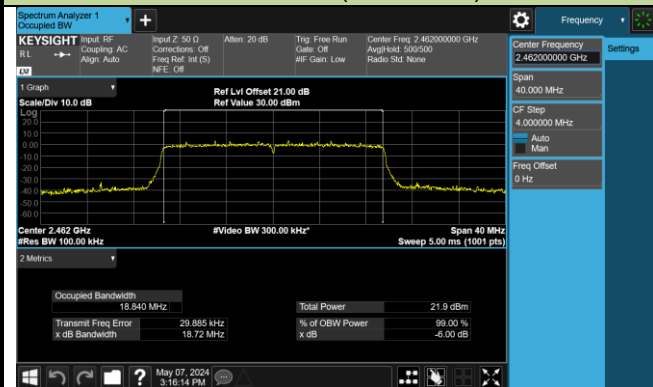 Spectrum Analyzer 1
Occupied BW
Frequency
KEYSIGHT
RL
Input: RF
Coupling: AC
Align: Auto
Input Z: 50 Ω
Corrections: Off
Freq Ref: Int (S)
NFE: Off
Atten: 20 dB
Trig: Free Run
Gate: Off
#IF Gain: Low
Center Freq: 2.462000000 GHz
Avg|Hold: 500/500
Radio Std: None
Center Frequency
2.462000000 GHz
Settings
Span
40.000 MHz
CF Step
4.000000 MHz
Auto
Man
Freq Offset
0 Hz
1 Graph
Scale/Div 10.0 dB
Ref Lvl Offset 21.00 dB
Ref Value 30.00 dBm
Log
20.0
10.0
0.00
-10.0
-20.0
-30.0
-40.0
-50.0
-60.0
Center 2.462 GHz
#Res BW 100.00 kHz
#Video BW 300.00 kHz*
Span 40 MHz
Sweep 5.00 ms (1001 pts)
2 Metrics
Occupied Bandwidth
18.840 MHz
Total Power 21.9 dBm
Transmit Freq Error 29.885 kHz
% of OBW Power 99.00 %
x dB Bandwidth 18.72 MHz
x dB -6.00 dB
?
May 07, 2024
3:16:14 PM